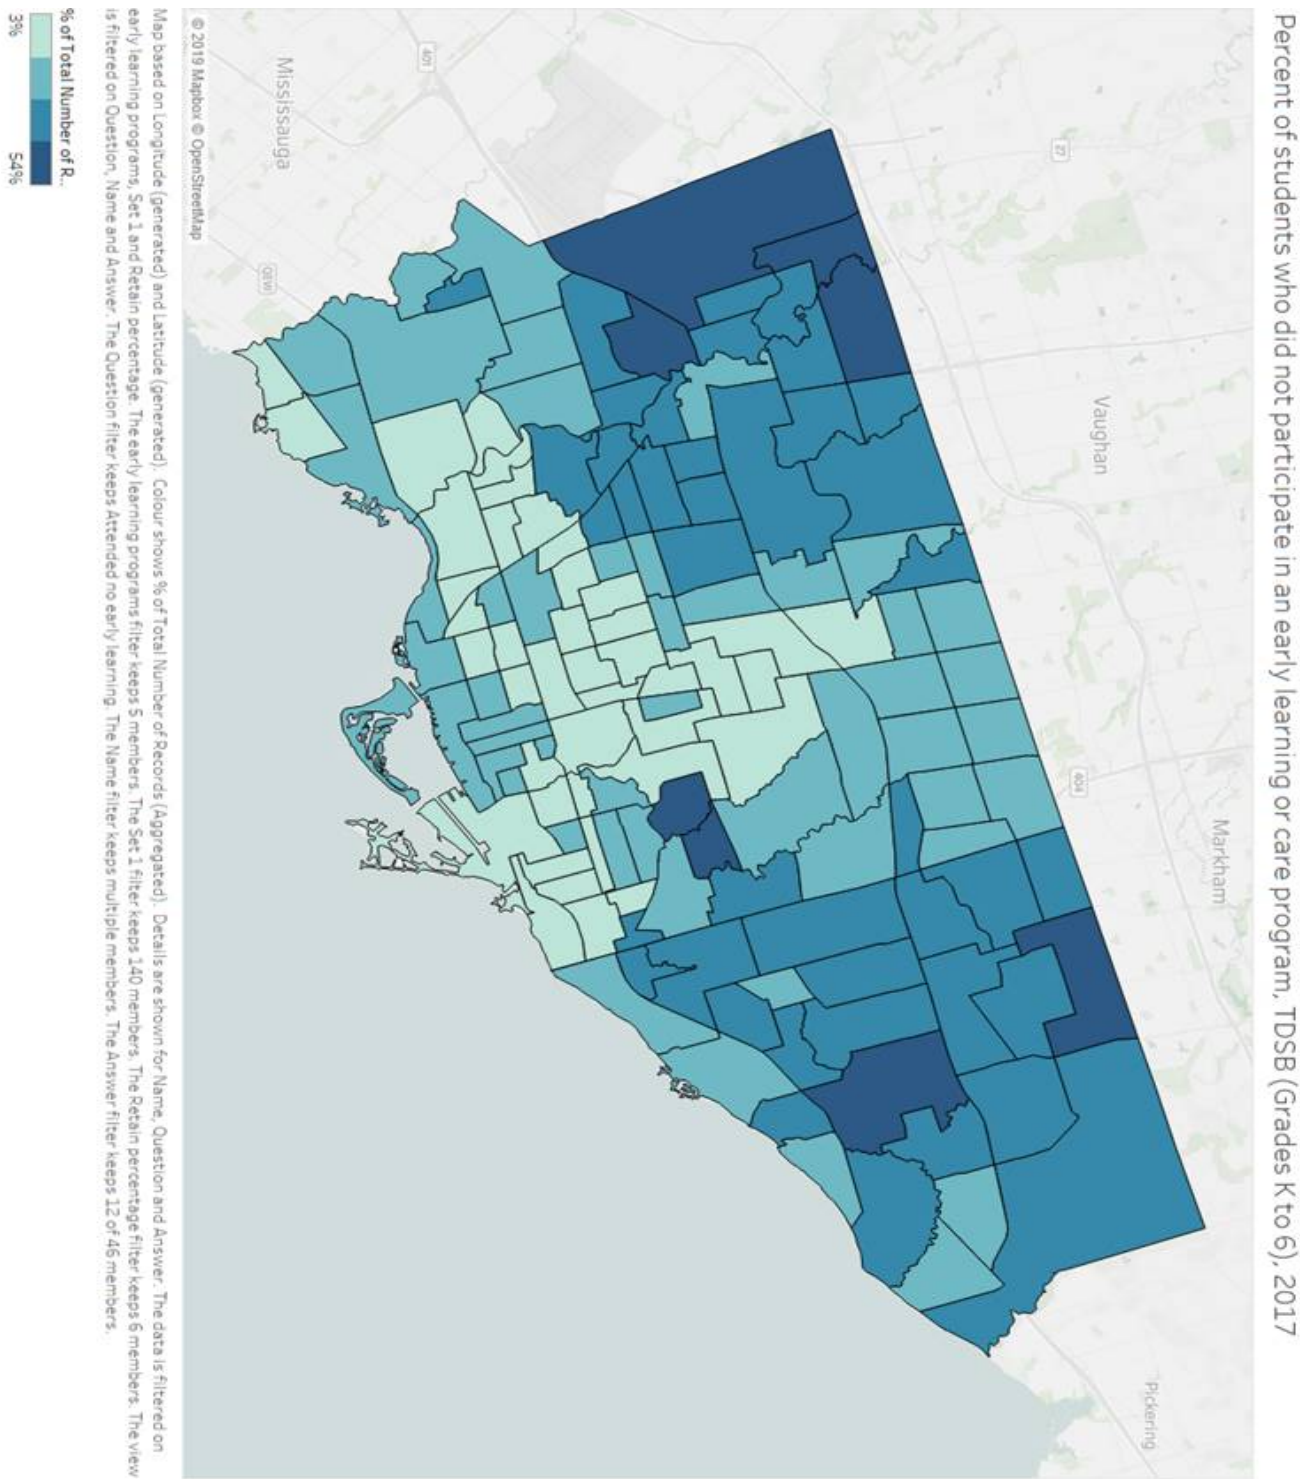 Percent of students who did not participate in an early learning or care program, TDSB (Grades K to 6), 2017
27
Vaughan
404
Markham
Pickering
401
Mississauga
QEW
© 2019 Mapbox © OpenStreetMap
Map based on Longitude (generated) and Latitude (generated). Colour shows % of Total Number of Records (Aggregated). Details are shown for Name, Question and Answer. The data is filtered on
early learning programs, Set 1 and Retain percentage. The early learning programs filter keeps 5 members. The Set 1 filter keeps 140 members. The Retain percentage filter keeps 6 members. The view
is filtered on Question, Name and Answer. The Question filter keeps Attended no early learning. The Name filter keeps multiple members. The Answer filter keeps 12 of 46 members.
% of Total Number of R..
3% 54%